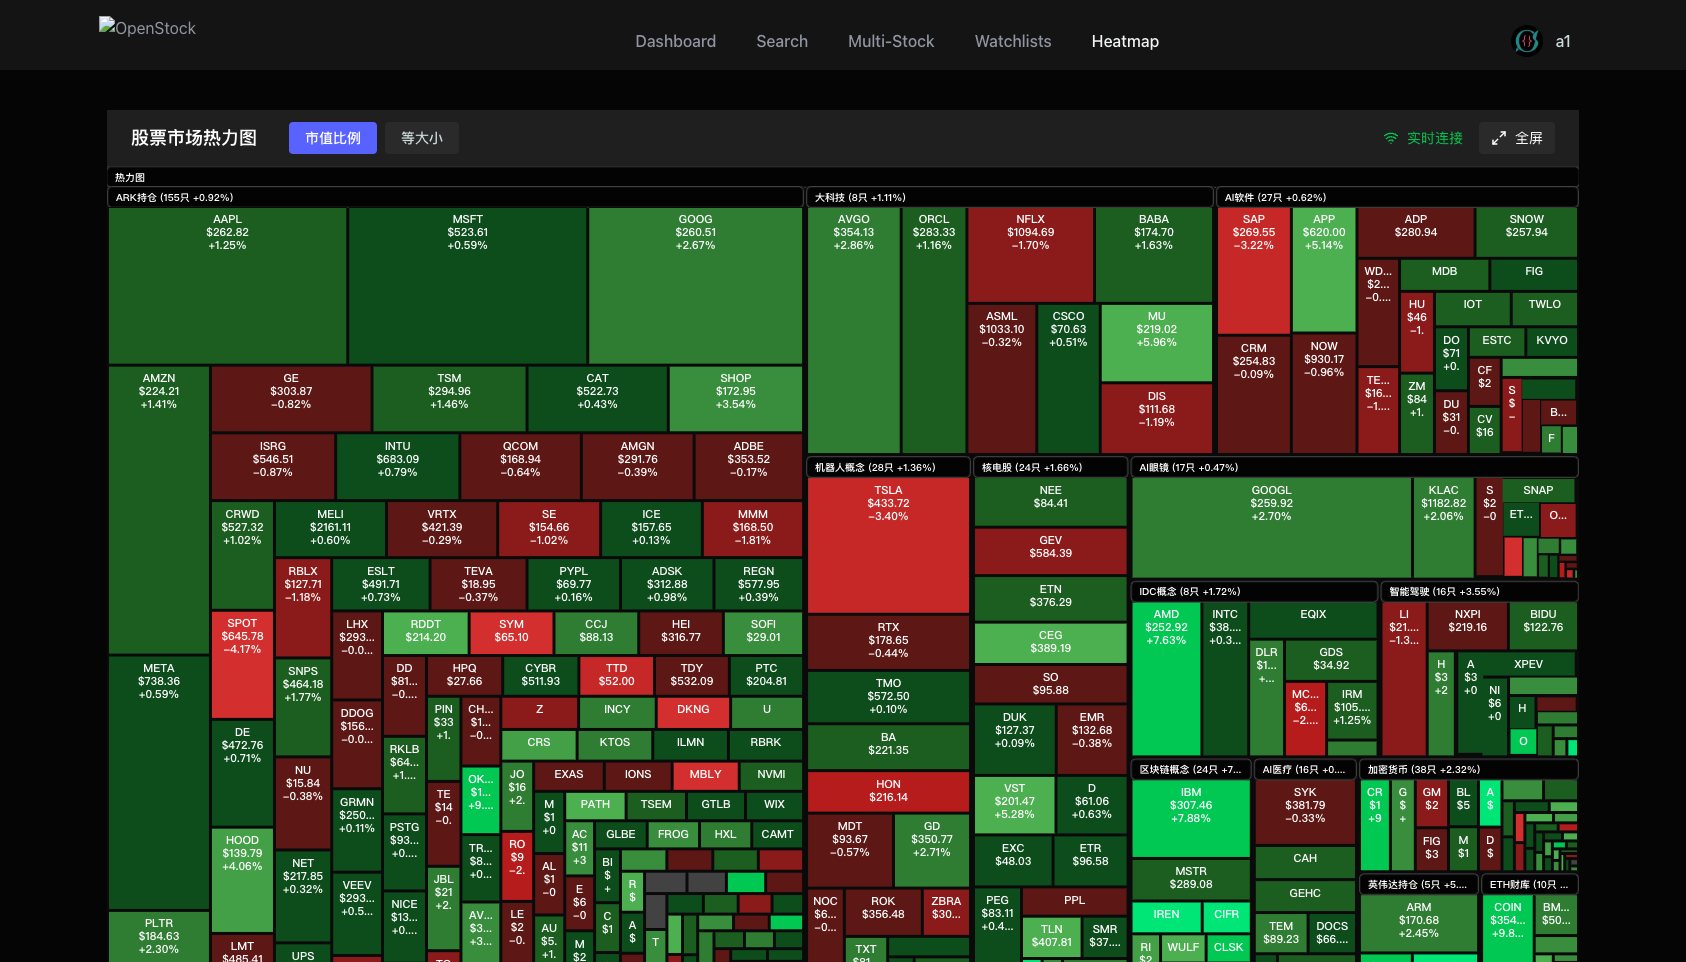 OpenStock
Dashboard
Search
Multi-Stock
Watchlists
Heatmap
a1
股票市场热力图
市值比例
等大小
实时连接
全屏
热力图
ARK持仓 (155只 +0.92%)
AAPL
$262.82
+1.25%
MSFT
$523.61
+0.59%
GOOG
$260.51
+2.67%
AMZN
$224.21
+1.41%
GE
$303.87
−0.82%
TSM
$294.96
+1.46%
CAT
$522.73
+0.43%
SHOP
$172.95
+3.54%
ISRG
$546.51
−0.87%
INTU
$683.09
+0.79%
QCOM
$168.94
−0.64%
AMGN
$291.76
−0.39%
ADBE
$353.52
−0.17%
CRWD
$527.32
+1.02%
MELI
$2161.11
+0.60%
VRTX
$421.39
−0.29%
SE
$154.66
−1.02%
ICE
$157.65
+0.13%
MMM
$168.50
−1.81%
RBLX
$127.71
−1.18%
ESLT
$491.71
+0.73%
TEVA
$18.95
−0.37%
PYPL
$69.77
+0.16%
ADSK
$312.88
+0.98%
REGN
$577.95
+0.39%
SPOT
$645.78
−4.17%
LHX
$293...
−0.0...
RDDT
$214.20
SYM
$65.10
CCJ
$88.13
HEI
$316.77
SOFI
$29.01
META
$738.36
+0.59%
SNPS
$464.18
+1.77%
DD
$81...
−0....
HPQ
$27.66
CYBR
$511.93
TTD
$52.00
TDY
$532.09
PTC
$204.81
DE
$472.76
+0.71%
DDOG
$156...
−0.0...
PIN
$33
+1.
CH...
$1...
−0...
Z
INCY
DKNG
U
CRS
KTOS
ILMN
RBRK
NU
$15.84
−0.38%
RKLB
$64...
+1....
OK...
$1...
+9....
JO
$16
+2.
EXAS
IONS
MBLY
NVMI
GRMN
$250...
+0.11%
TE
$14
−0.
M
$1
+0
PATH
TSEM
GTLB
WIX
PSTG
$93...
+0....
HOOD
$139.79
+4.06%
TR...
$8...
+0...
RO
$9
−2.
AC
$11
+3
GLBE
FROG
HXL
CAMT
NET
$217.85
+0.32%
VEEV
$293...
+0.5...
JBL
$21
+2.
AL
$1
−0
BI
$
+
R
$
E
$6
−0
NICE
$13...
+0....
AV...
$3...
+3...
LE
$2
−0.
C
$1
A
$
PLTR
$184.63
+2.30%
LMT
$485.41
UPS
AU
$5.
+1.
M
$2
T
大科技 (8只 +1.11%)
AVGO
$354.13
+2.86%
ORCL
$283.33
+1.16%
NFLX
$1094.69
−1.70%
BABA
$174.70
+1.63%
ASML
$1033.10
−0.32%
CSCO
$70.63
+0.51%
MU
$219.02
+5.96%
DIS
$111.68
−1.19%
AI软件 (27只 +0.62%)
SAP
$269.55
−3.22%
APP
$620.00
+5.14%
ADP
$280.94
SNOW
$257.94
WD...
$2...
−0....
MDB
FIG
HU
$46
−1.
IOT
TWLO
CRM
$254.83
−0.09%
NOW
$930.17
−0.96%
DO
$71
+0.
ESTC
KVYO
TE...
$16...
−1....
ZM
$84
+1.
CF
$2
S
$
−
DU
$31
−0.
CV
$16
B...
F
机器人概念 (28只 +1.36%)
TSLA
$433.72
−3.40%
RTX
$178.65
−0.44%
TMO
$572.50
+0.10%
BA
$221.35
HON
$216.14
MDT
$93.67
−0.57%
GD
$350.77
+2.71%
NOC
$6...
−0...
ROK
$356.48
ZBRA
$30...
TXT
$81
核电股 (24只 +1.66%)
NEE
$84.41
GEV
$584.39
ETN
$376.29
CEG
$389.19
SO
$95.88
DUK
$127.37
+0.09%
EMR
$132.68
−0.38%
VST
$201.47
+5.28%
D
$61.06
+0.63%
EXC
$48.03
ETR
$96.58
PEG
$83.11
+0.4...
PPL
TLN
$407.81
SMR
$37....
AI眼镜 (17只 +0.47%)
GOOGL
$259.92
+2.70%
KLAC
$1182.82
+2.06%
S
$2
−0
SNAP
ET...
O...
IDC概念 (8只 +1.72%)
AMD
$252.92
+7.63%
INTC
$38....
+0.3...
EQIX
DLR
$1...
+...
GDS
$34.92
MC...
$6...
−2....
IRM
$105....
+1.25%
智能驾驶 (16只 +3.55%)
LI
$21....
−1.3...
NXPI
$219.16
BIDU
$122.76
H
$3
+2
A
$3
+0
XPEV
NI
$6
+0
H
O
区块链概念 (24只 +7...
IBM
$307.46
+7.88%
MSTR
$289.08
IREN
CIFR
RI
$2
WULF
CLSK
AI医疗 (16只 +0....
SYK
$381.79
−0.33%
CAH
GEHC
TEM
$89.23
DOCS
$66....
加密货币 (38只 +2.32%)
CR
$1
+9
G
$
+
GM
$2
BL
$5
A
$
FIG
$3
M
$1
D
$
英伟达持仓 (5只 +5....
ARM
$170.68
+2.45%
ETH财库 (10只 ...
COIN
$354...
+9.8...
BM...
$50...